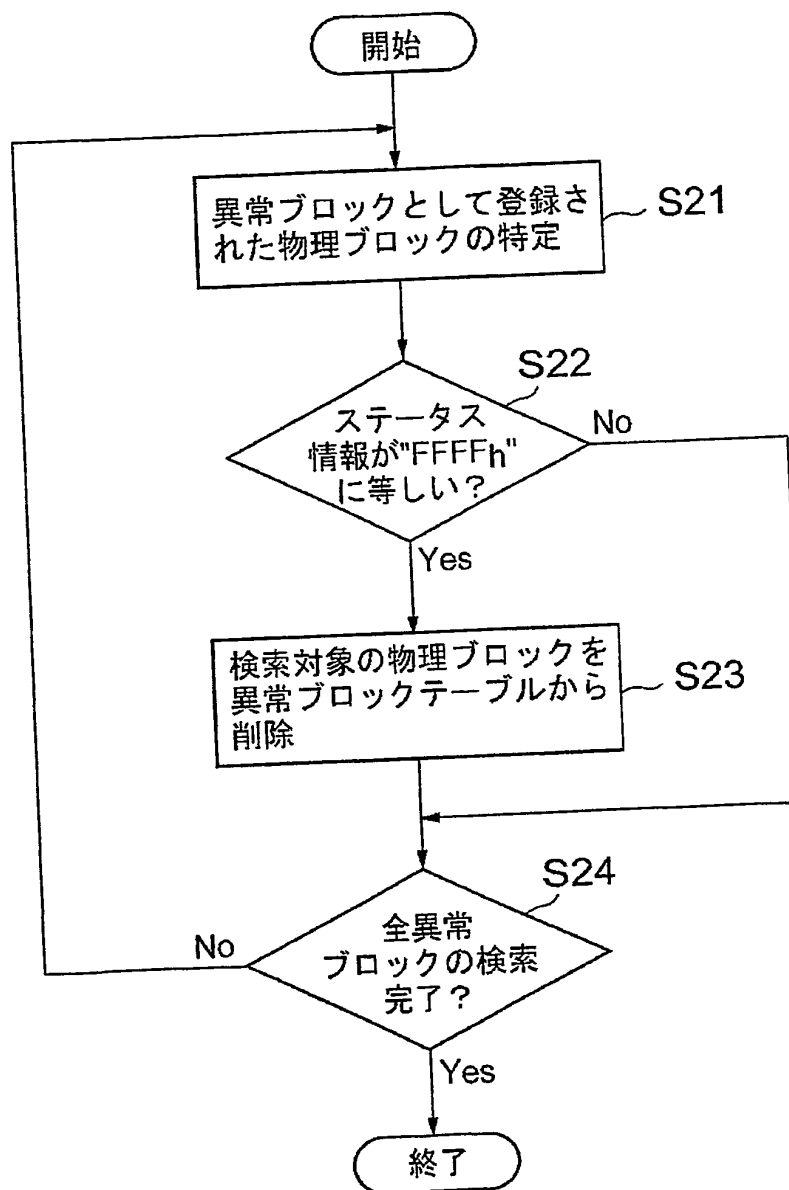 開始
異常ブロックとして登録さ
れた物理ブロックの特定
S21
S22
ステータス
情報が"FFFFh"
に等しい？
No
Yes
検索対象の物理ブロックを
異常ブロックテーブルから
削除
S23
S24
全異常
ブロックの検索
完了？
No
Yes
終了